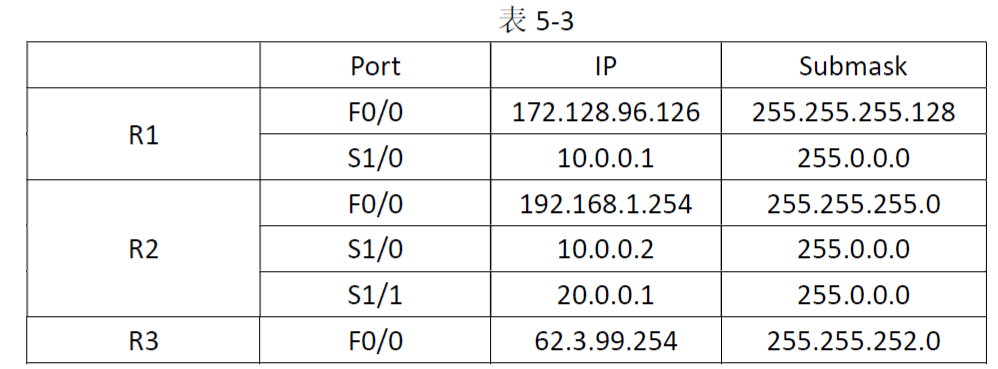 表 5-3
Port IP Submask
R1 F0/0 172.128.96.126 255.255.255.128
S1/0 10.0.0.1 255.0.0.0
R2 F0/0 192.168.1.254 255.255.255.0
S1/0 10.0.0.2 255.0.0.0
S1/1 20.0.0.1 255.0.0.0
R3 F0/0 62.3.99.254 255.255.252.0